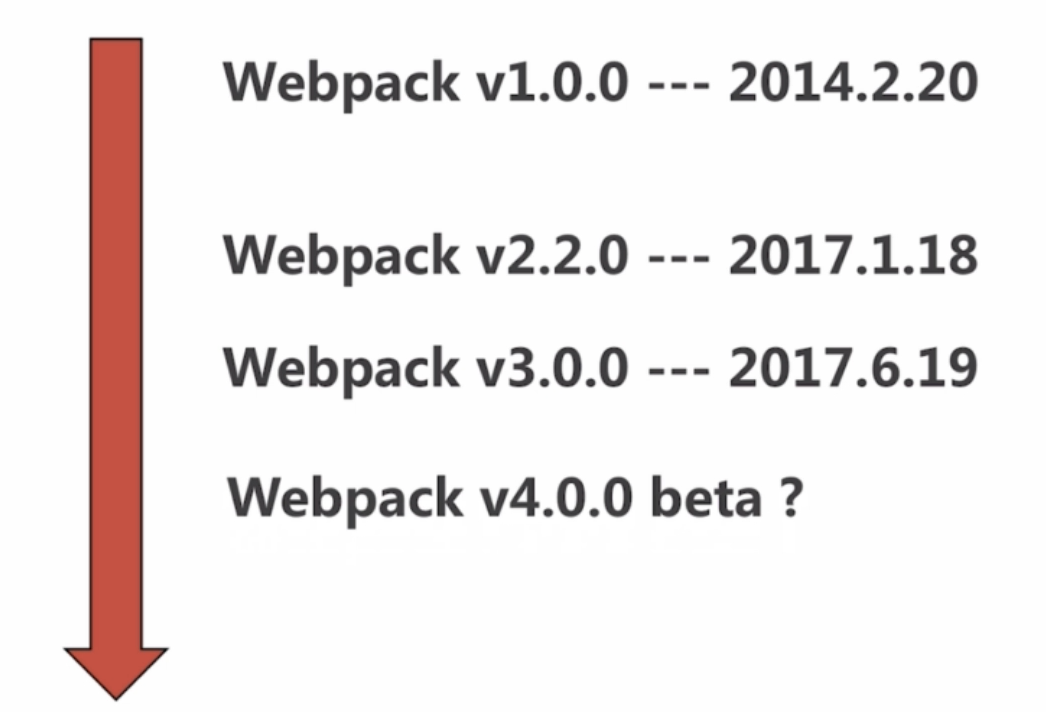 Webpack v1.0.0 --- 2014.2.20
Webpack v2.2.0 --- 2017.1.18
Webpack v3.0.0 --- 2017.6.19
Webpack v4.0.0 beta ?